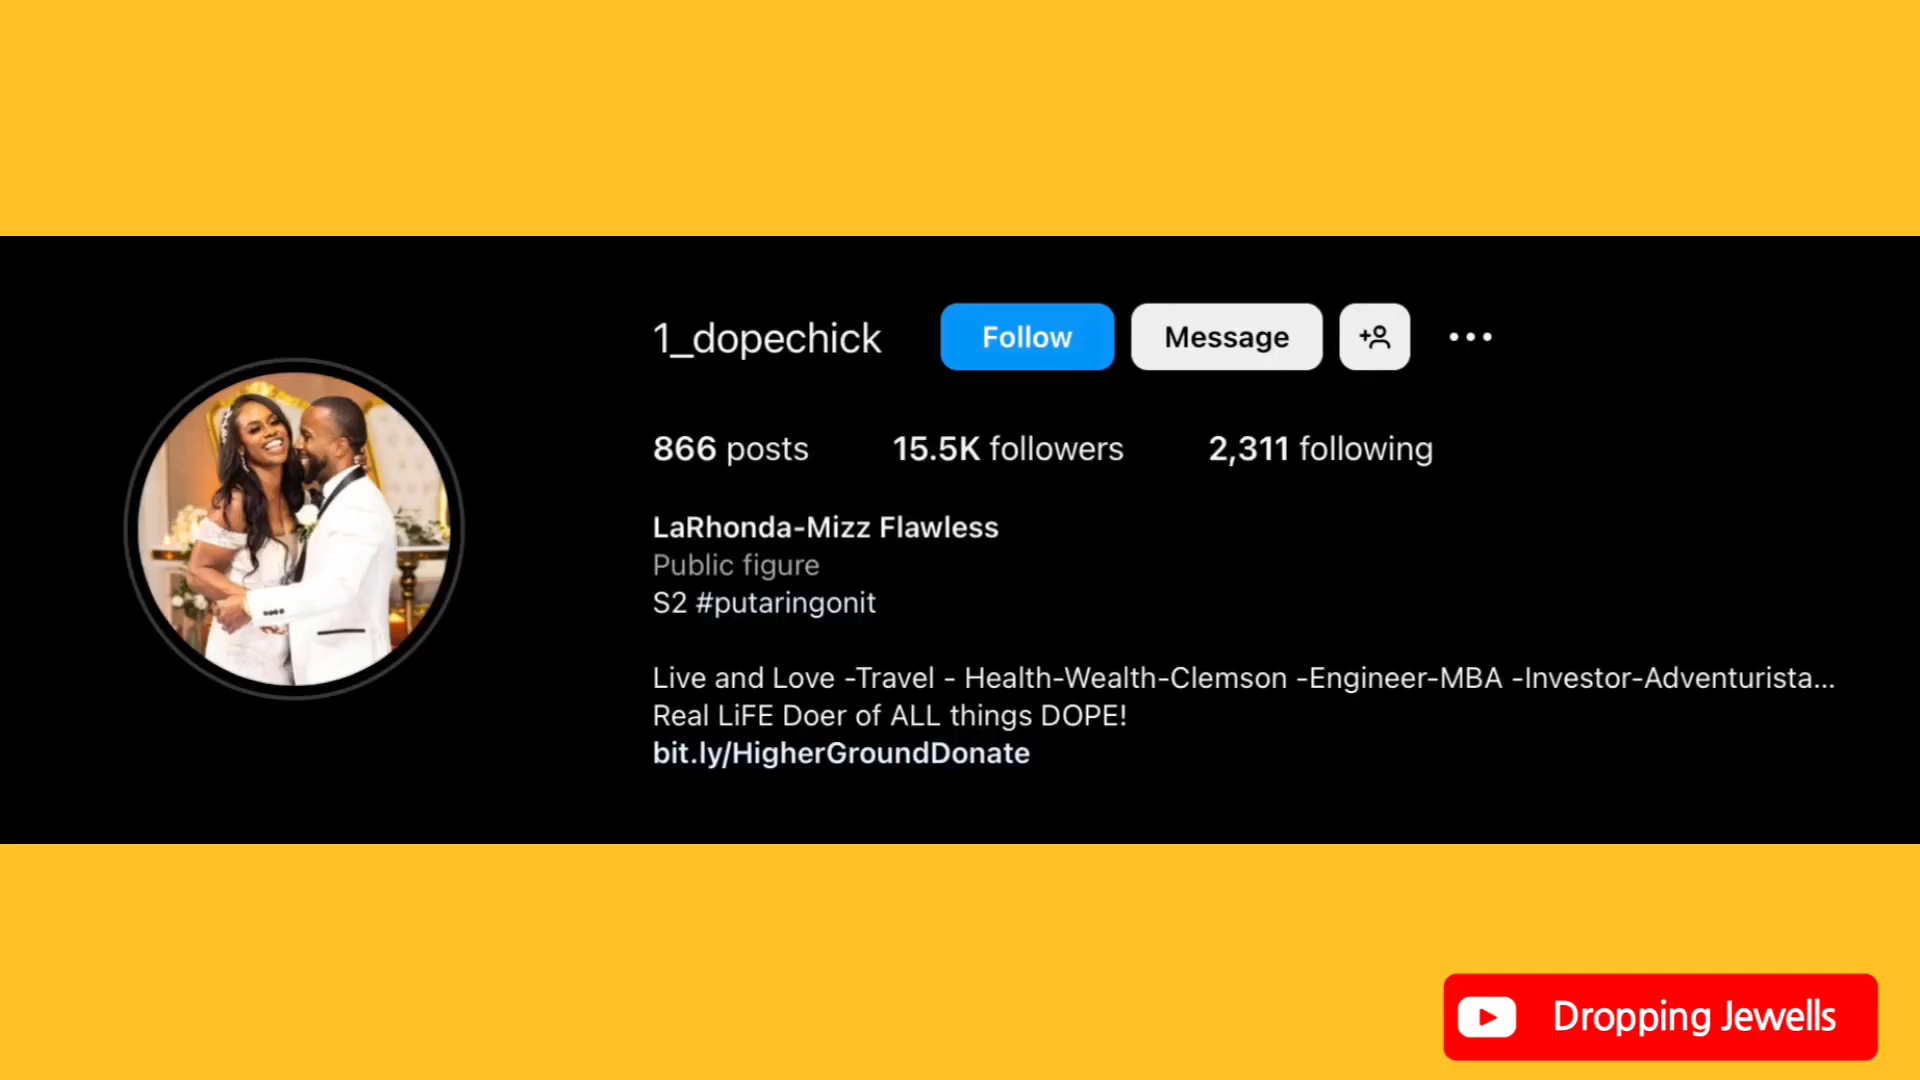 1_dopechick Follow Message
866 posts 15.5K followers 2,311 following
LaRhonda-Mizz Flawless
Public figure
S2 #putaringonit
Live and Love -Travel - Health-Wealth-Clemson -Engineer-MBA -Investor-Adventurista...
Real LiFE Doer of ALL things DOPE!
bit.ly/HigherGroundDonate
Dropping Jewells